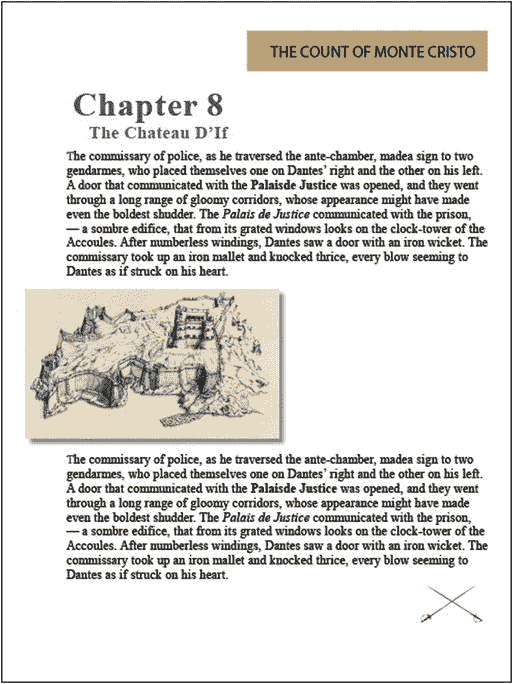 THE COUNT OF MONTE CRISTO
Chapter 8
The Chateau D'If
The commissary of police, as he traversed the ante-chamber, madea sign to two
gendarmes, who placed themselves one on Dantes' right and the other on his left.
A door that communicated with the Palaisde Justice was opened, and they went
through a long range of gloomy corridors, whose appearance might have made
even the boldest shudder. The Palais de Justice communicated with the prison,
— a sombre edifice, that from its grated windows looks on the clock-tower of the
Accoules. After numberless windings, Dantes saw a door with an iron wicket. The
commissary took up an iron mallet and knocked thrice, every blow seeming to
Dantes as if struck on his heart.
The commissary of police, as he traversed the ante-chamber, madea sign to two
gendarmes, who placed themselves one on Dantes' right and the other on his left.
A door that communicated with the Palaisde Justice was opened, and they went
through a long range of gloomy corridors, whose appearance might have made
even the boldest shudder. The Palais de Justice communicated with the prison,
— a sombre edifice, that from its grated windows looks on the clock-tower of the
Accoules. After numberless windings, Dantes saw a door with an iron wicket. The
commissary took up an iron mallet and knocked thrice, every blow seeming to
Dantes as if struck on his heart.